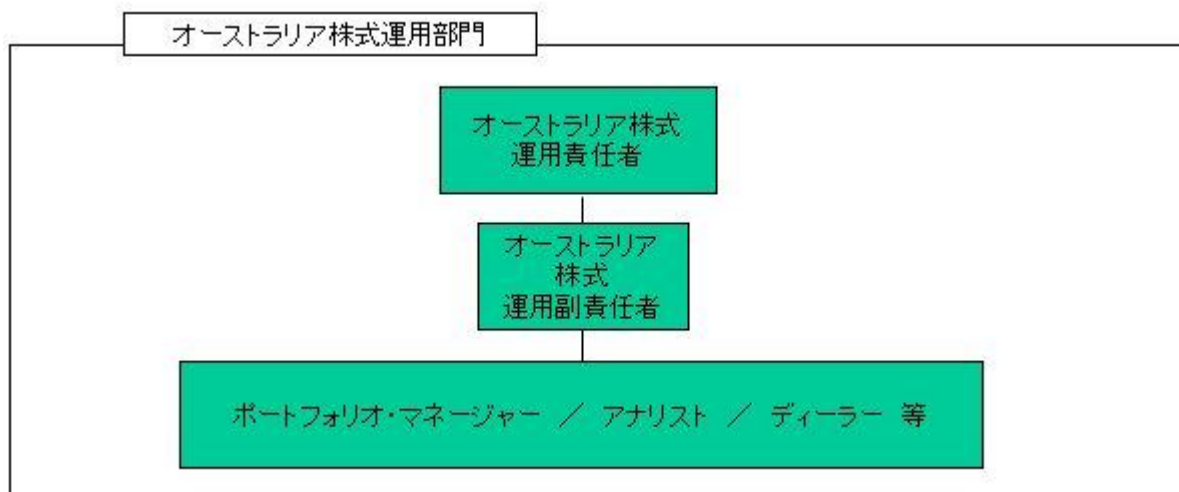 オーストラリア株式運用部門
オーストラリア株式
運用責任者
オーストラリア
株式
運用副責任者
ポートフォリオ・マネージャー ／ アナリスト ／ ディーラー 等